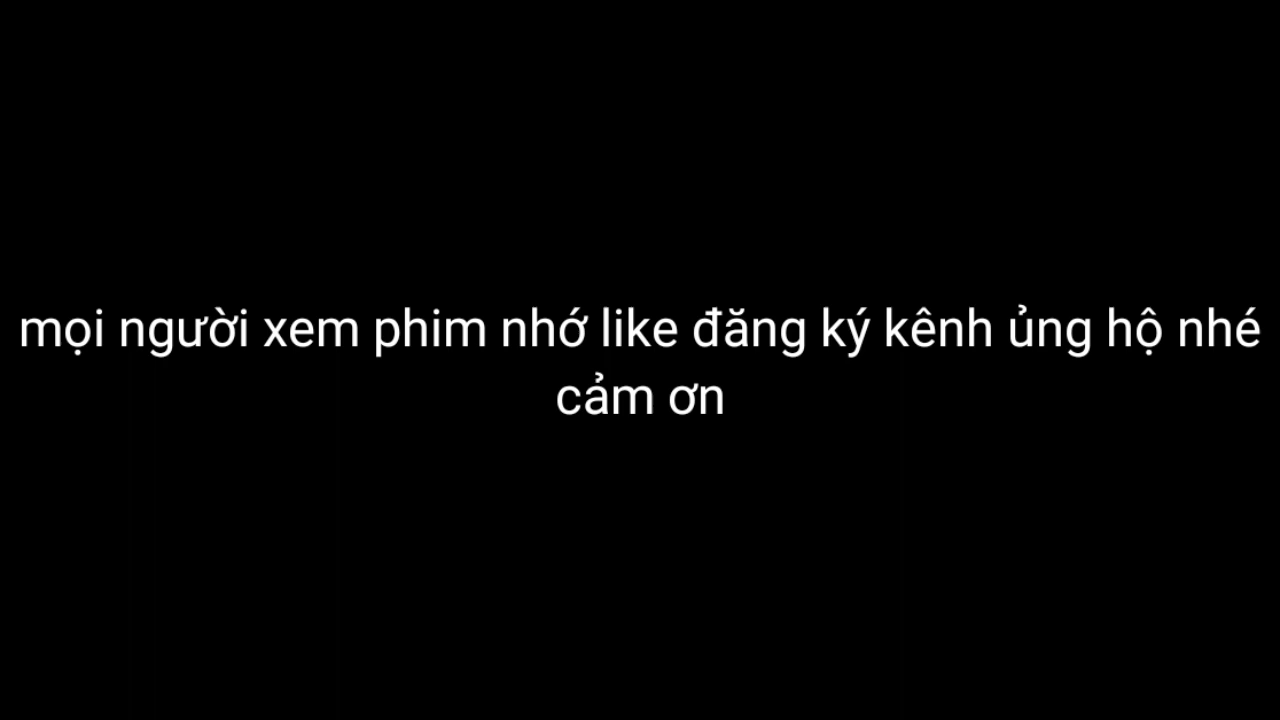 mọi người xem phim nhớ like đăng ký kênh ủng hộ nhé
cảm ơn